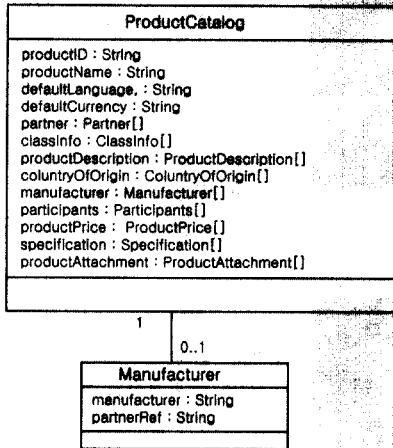 ProductCatalog
productID : String
productName : String
defaultLanguage. : String
defaultCurrency : String
partner : Partner[]
classInfo : ClassInfo[]
productDescription : ProductDescription[]
coluntryOfOrigin : ColuntryOfOrigin[]
manufacturer : Manufacturer[]
participants : Participants[]
productPrice : ProductPrice[]
specification : Specification[]
productAttachment : ProductAttachment[]
1
0..1
Manufacturer
manufacturer : String
partnerRef : String